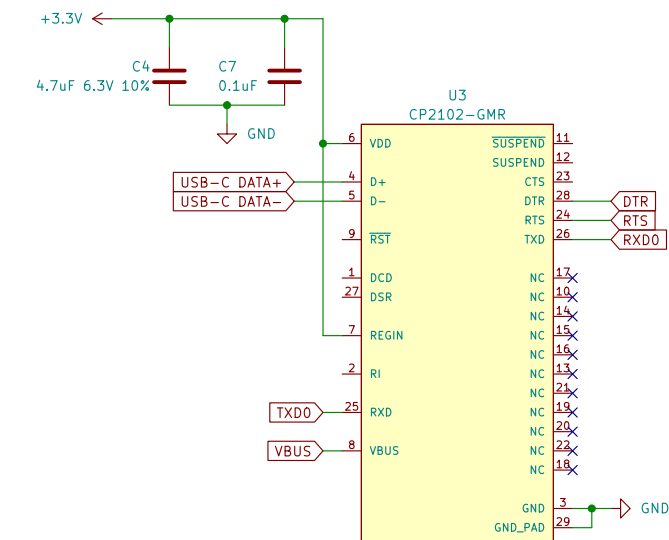 +3.3V
C4
4.7uF 6.3V 10%
C7
0.1uF
GND
U3
CP2102-GMR
6 VDD
SUSPEND 11
SUSPEND 12
USB-C DATA+ 4 D+
CTS 23
USB-C DATA- 5 D-
DTR 28 DTR
RTS 24 RTS
9 RST
TXD 26 RXD0
1 DCD
NC 17
27 DSR
NC 10
NC 14
7 REGIN
NC 15
NC 16
2 RI
NC 13
NC 21
TXD0 25 RXD
NC 19
NC 20
VBUS 8 VBUS
NC 22
NC 18
GND 3 GND
GND_PAD 29